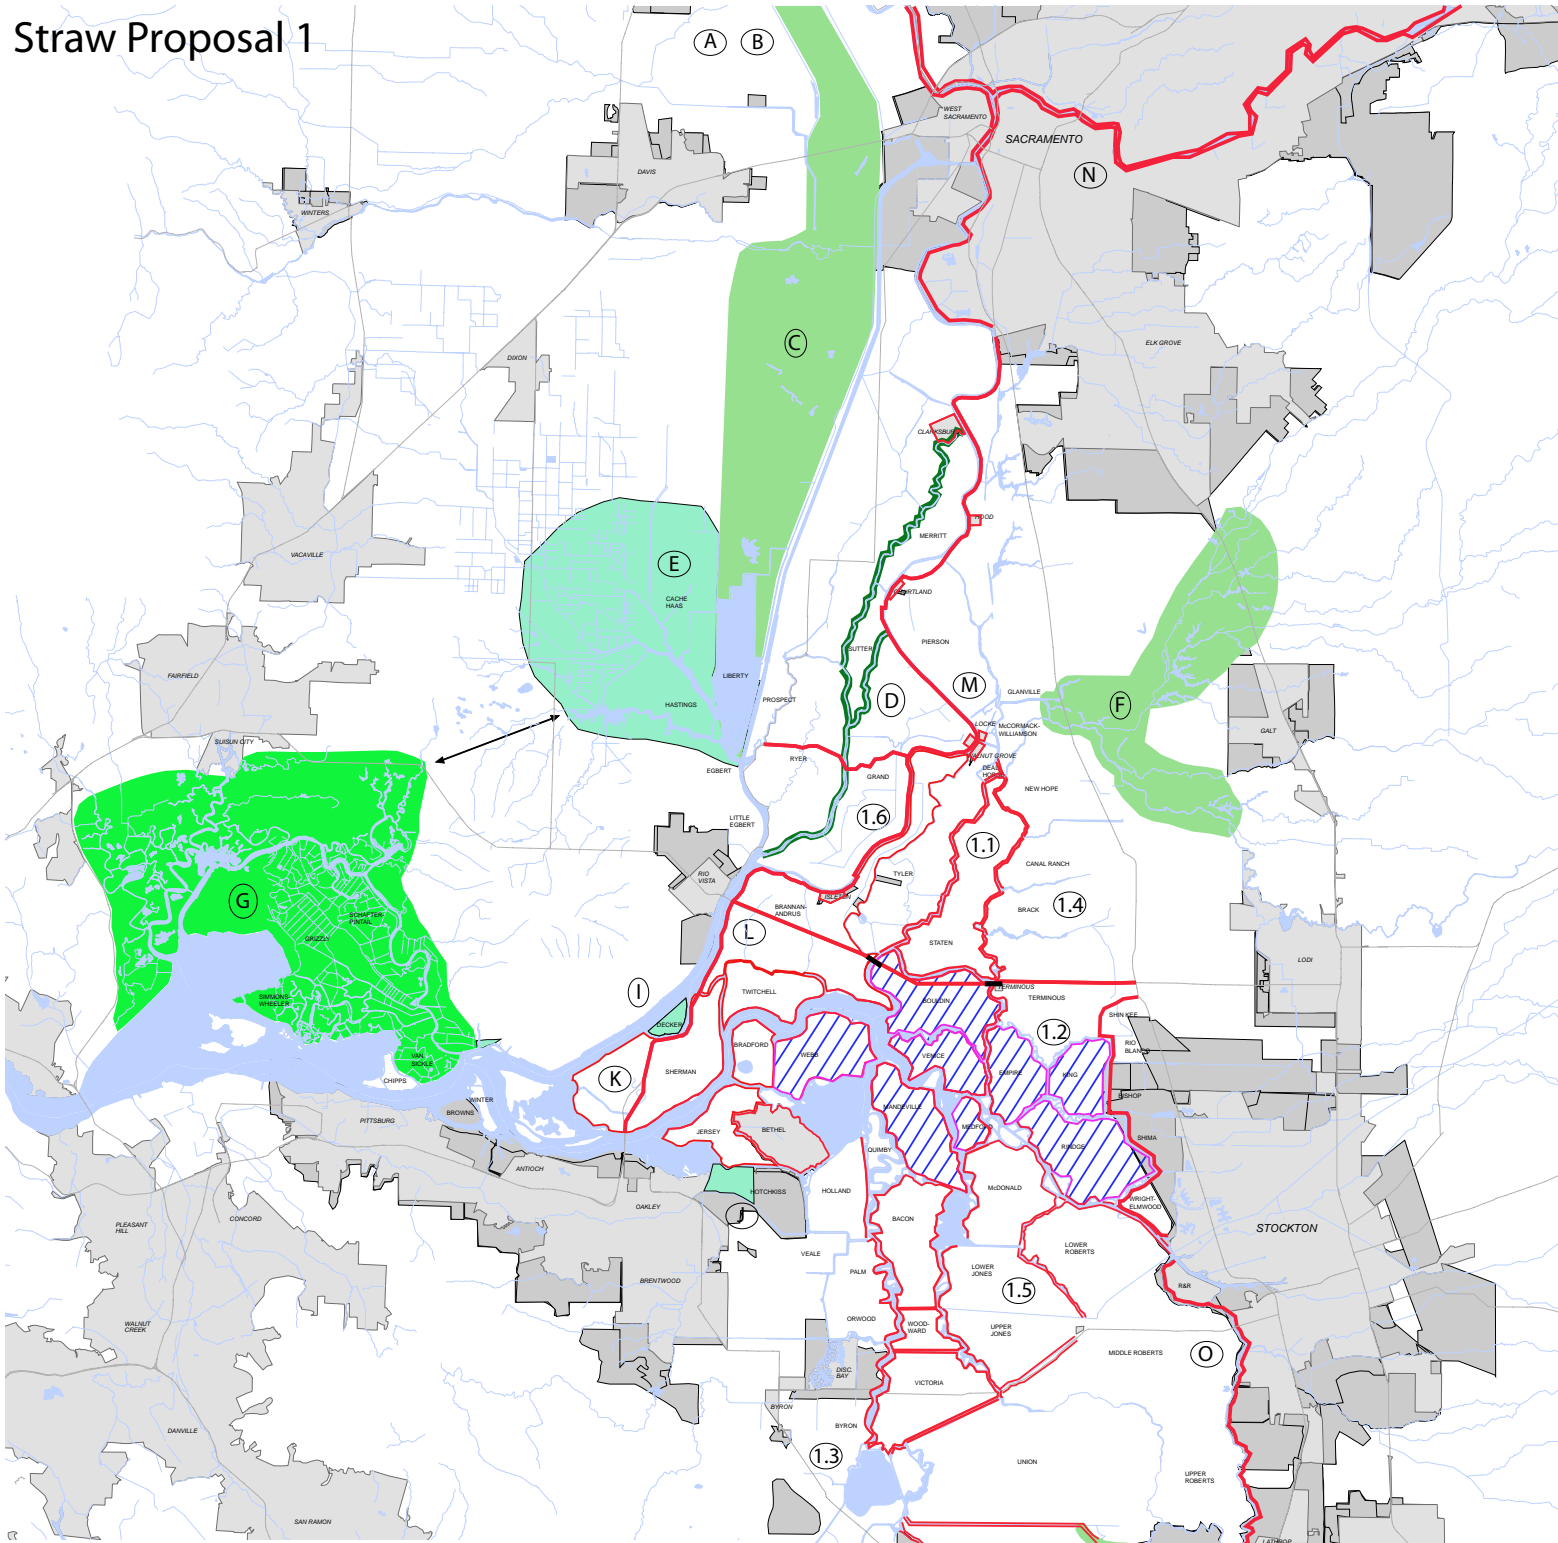 Straw Proposal 1
A
B
WEST
SACRAMENTO
SACRAMENTO
N
DAVIS
WINTERS
C
ELK GROVE
DIXON
HOOD
MERRITT
VACAVILLE
E
CACHE
HAAS
COURTLAND
PIERSON
SUTTER
FAIRFIELD
LIBERTY
HASTINGS
PROSPECT
D
M
GLANVILLE
F
LOCKE
McCORMACK-
WILLIAMSON
GALT
SUISUN CITY
WALNUT GROVE
EGBERT
RYER
GRAND
DEAD
HORSE
NEW HOPE
LITTLE
EGBERT
1.6
1.1
CANAL RANCH
RIO
VISTA
TYLER
ISLETON
G
SCHAFTER-
PINTAIL
BRANNAN-
ANDRUS
BRACK
1.4
L
GRIZZLY
STATEN
LODI
SIMMONS-
WHEELER
I
TWITCHELL
BOULDIN
TERMINOUS
TERMINOUS
DECKER
SHIN KEE
1.2
BRADFORD
WEBB
VENICE
RIO
BLANCO
VAN
SICKLE
CHIPPS
K
SHERMAN
EMPIRE
KING
WINTER
BROWNS
BISHOP
PITTSBURG
MANDEVILLE
JERSEY
BETHEL
MEDFORD
SHIMA
QUIMBY
RINDGE
ANTIOCH
HOTCHKISS
HOLLAND
McDONALD
WRIGHT-
ELMWOOD
OAKLEY
J
BACON
PLEASANT
HILL
CONCORD
STOCKTON
VEALE
LOWER
ROBERTS
PALM
LOWER
JONES
BRENTWOOD
1.5
R&R
WALNUT
CREEK
ORWOOD
WOOD-
WARD
UPPER
JONES
MIDDLE ROBERTS
O
DISC.
BAY
VICTORIA
BYRON
BYRON
DANVILLE
1.3
UNION
UPPER
ROBERTS
SAN RAMON
LATHROP